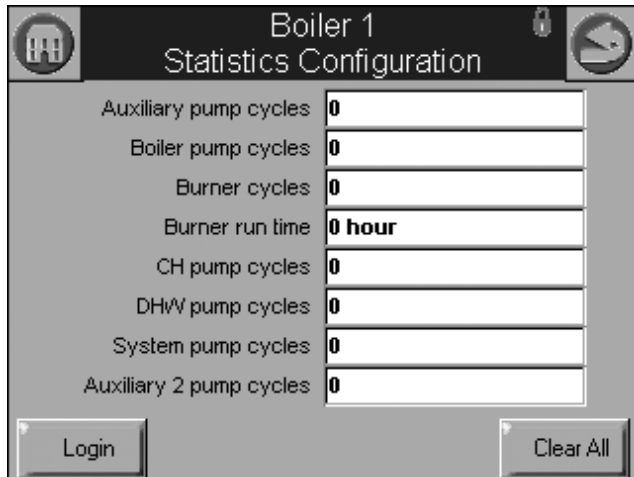 Boiler 1
Statistics Configuration
Auxiliary pump cycles 0
Boiler pump cycles 0
Burner cycles 0
Burner run time 0 hour
CH pump cycles 0
DHW pump cycles 0
System pump cycles 0
Auxiliary 2 pump cycles 0
Login Clear All